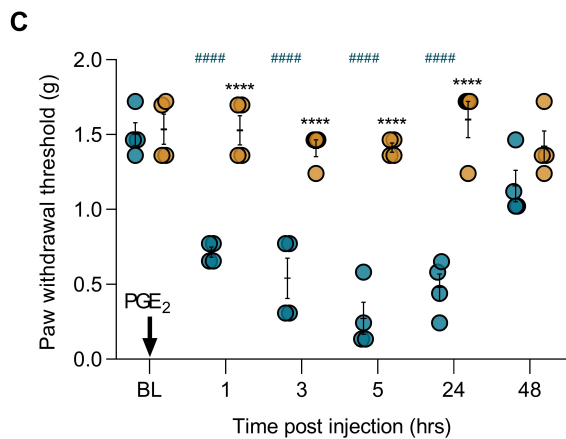 C
#### #### #### ####
**** **** **** ****
Paw withdrawal threshold (g)
2.0
1.5
1.0
0.5
0.0
PGE2
BL 1 3 5 24 48
Time post injection (hrs)